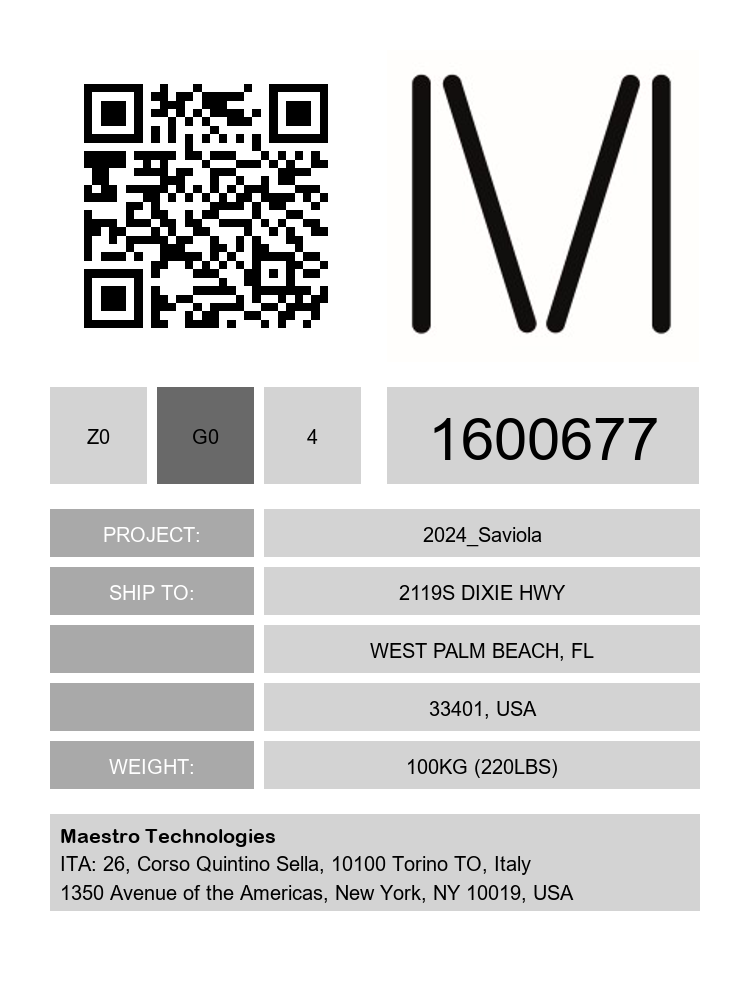 M
Z0 G0 4 1600677
PROJECT: 2024_Saviola
SHIP TO: 2119S DIXIE HWY
WEST PALM BEACH, FL
33401, USA
WEIGHT: 100KG (220LBS)
Maestro Technologies
ITA: 26, Corso Quintino Sella, 10100 Torino TO, Italy
1350 Avenue of the Americas, New York, NY 10019, USA